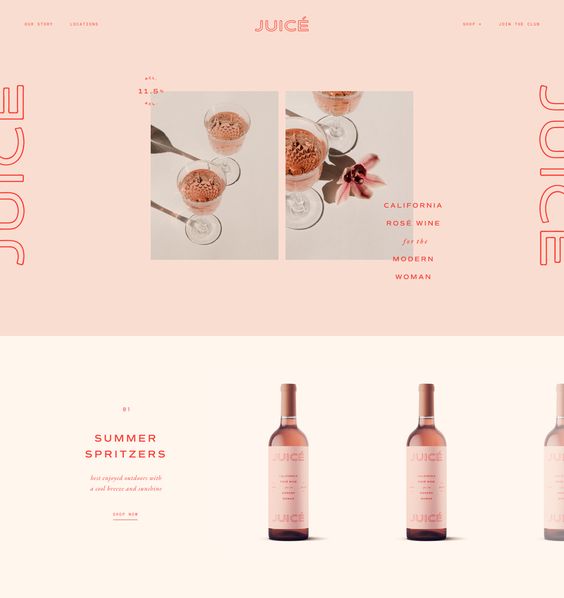 OUR STORY
LOCATIONS
JUICÉ
SHOP +
JOIN THE CLUB
JUICE
JUICE
ALC.
11.5%
VOL.
CALIFORNIA
ROSÉ WINE
for the
MODERN
WOMAN
01
SUMMER
SPRITZERS
best enjoyed outdoors with
a cool breeze and sunshine
SHOP NOW
JUICÉ
CALIFORNIA
ROSÉ WINE
for the
MODERN
WOMAN
JUICÉ
JUICÉ
CALIFORNIA
ROSÉ WINE
for the
MODERN
WOMAN
JUICÉ